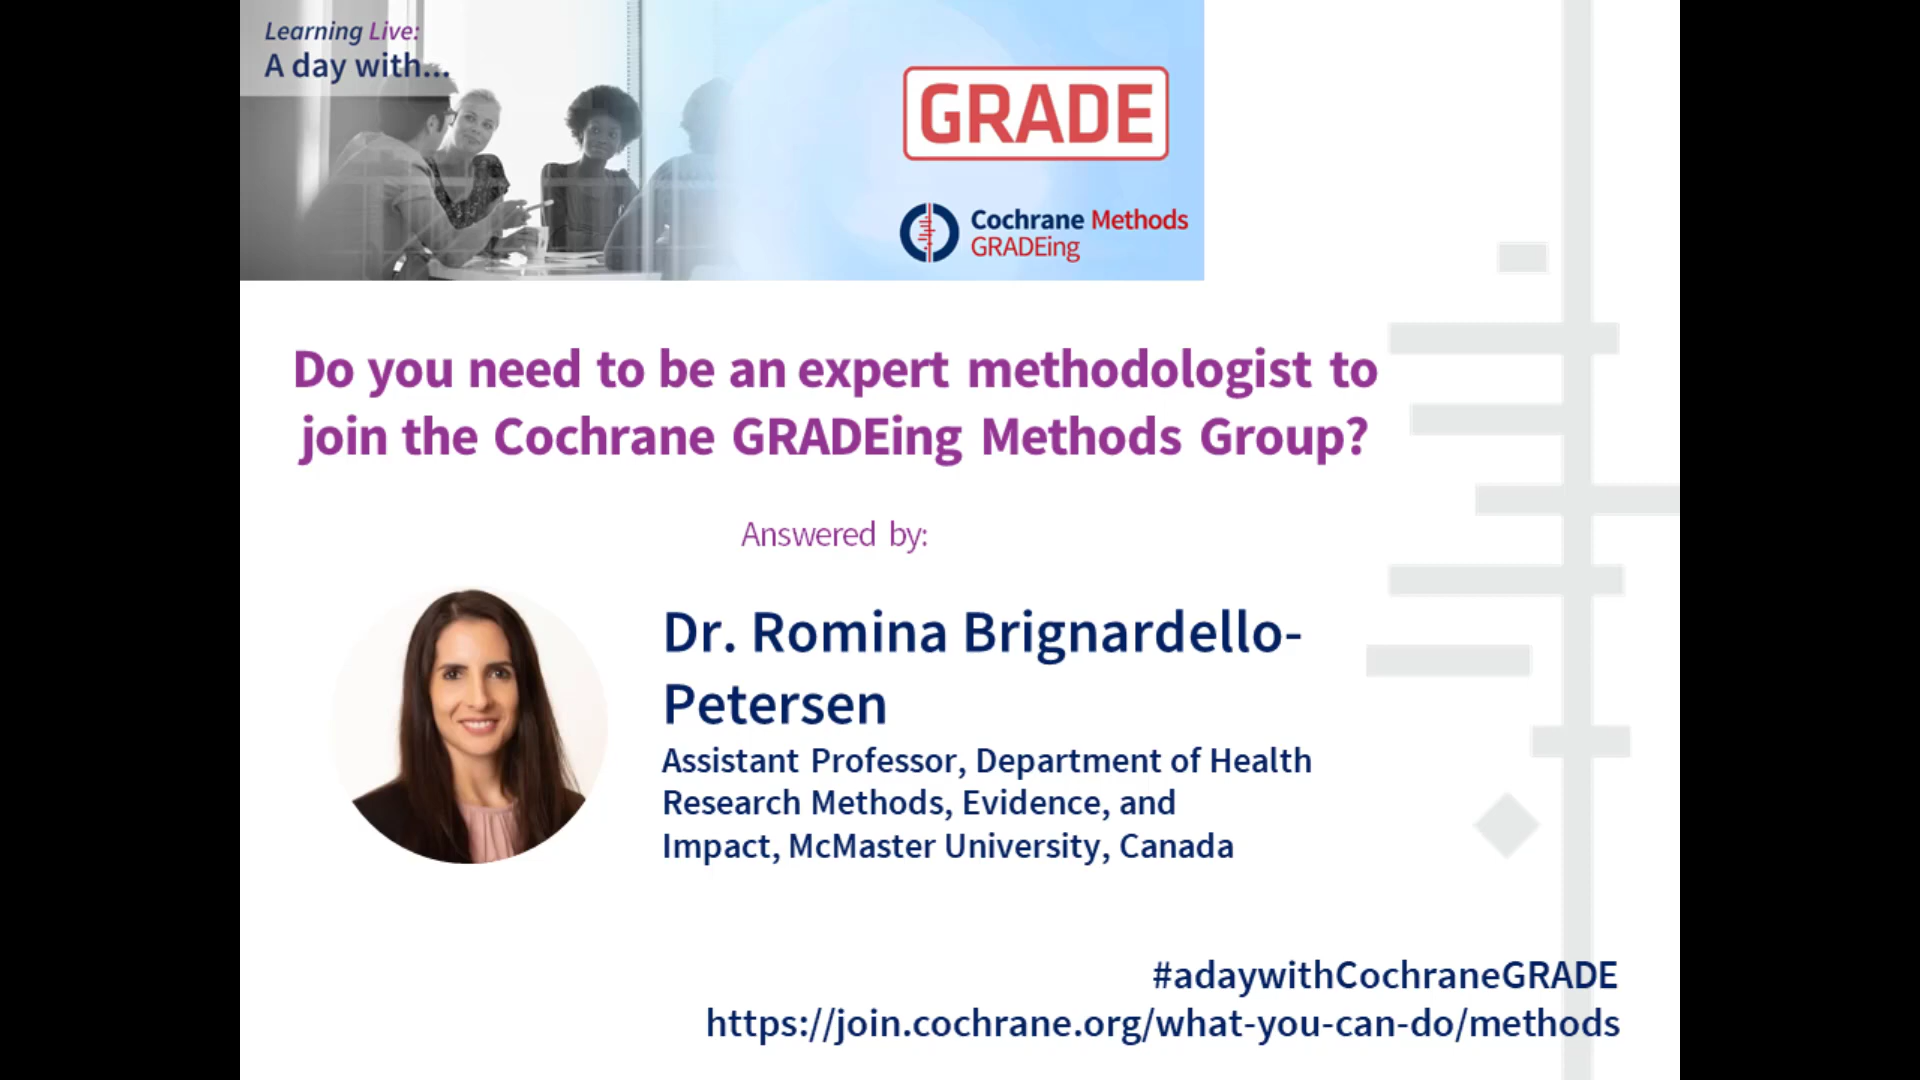 Learning Live:
A day with...
GRADE
Cochrane Methods
GRADEing
Do you need to be an expert methodologist to
join the Cochrane GRADEing Methods Group?
Answered by:
Dr. Romina Brignardello-
Petersen
Assistant Professor, Department of Health
Research Methods, Evidence, and
Impact, McMaster University, Canada
#adaywithCochraneGRADE
https://join.cochrane.org/what-you-can-do/methods